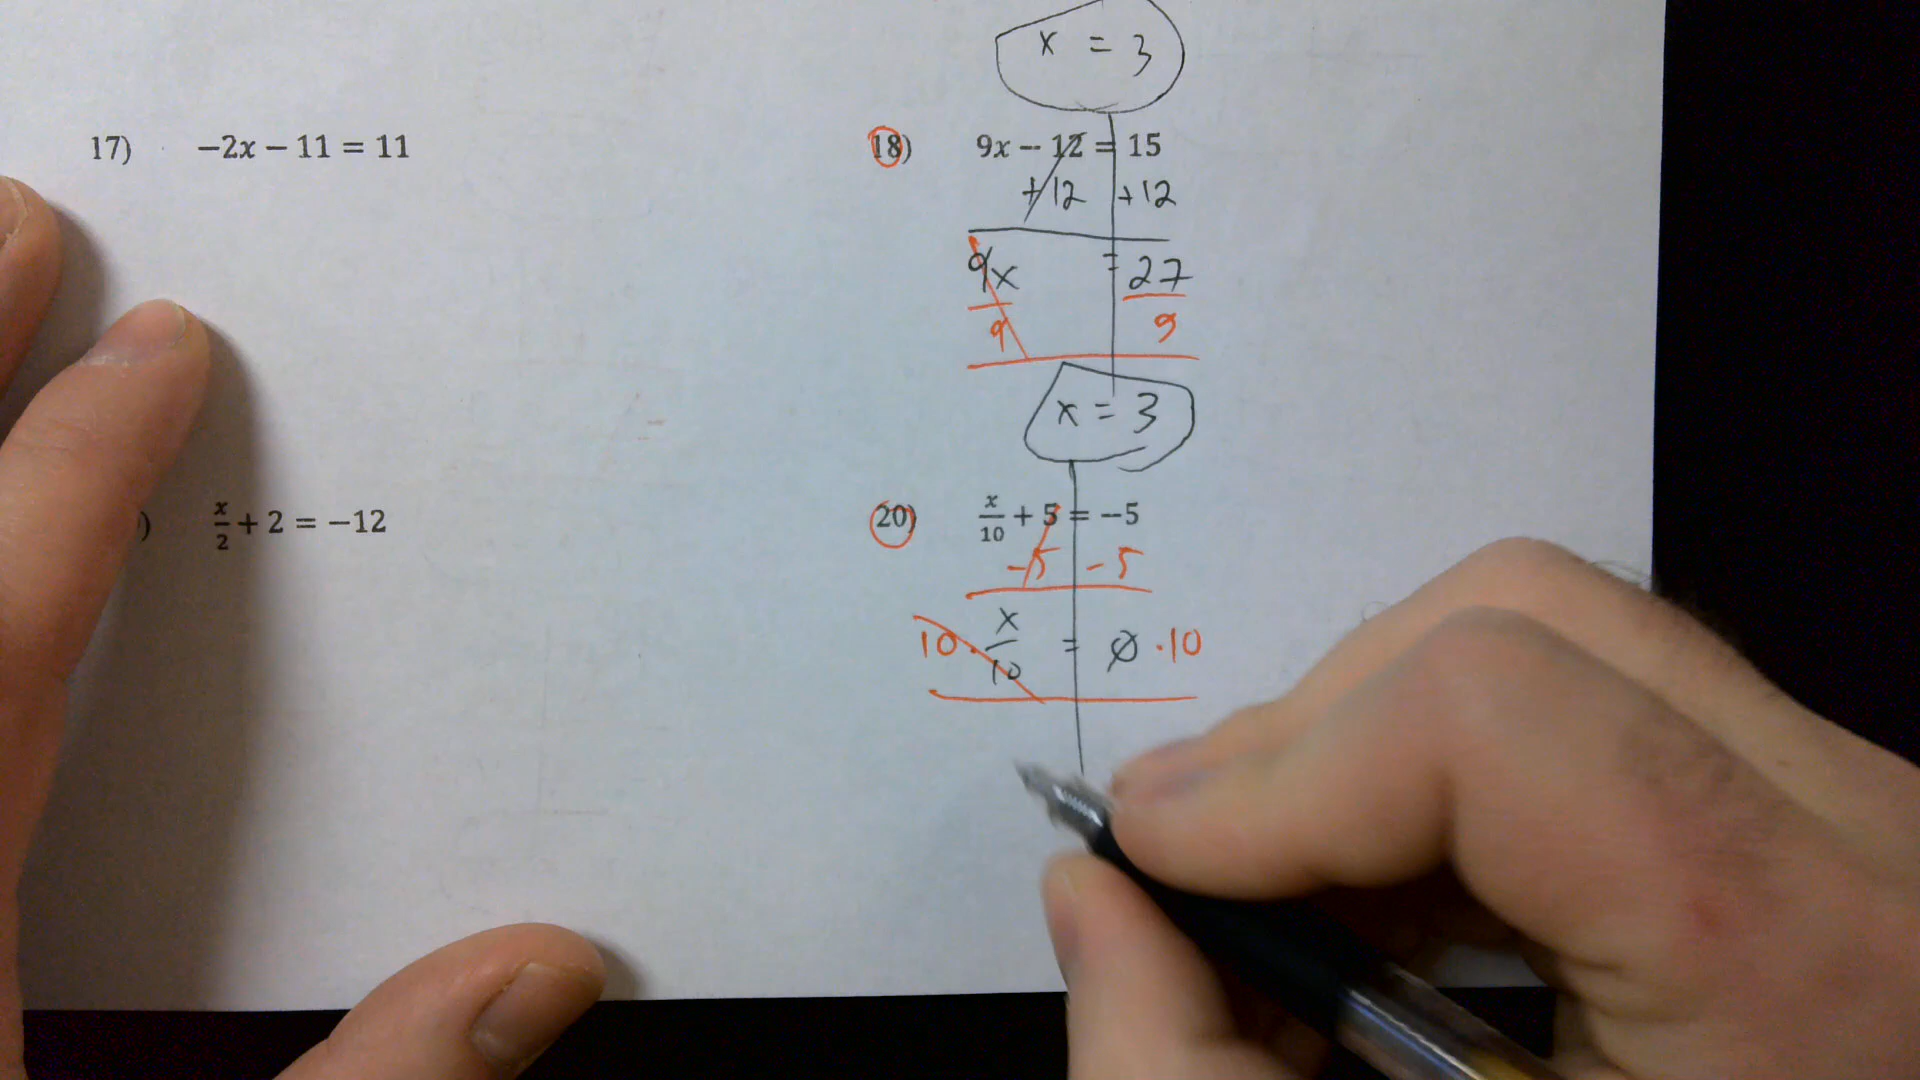 x = 3
17) −2x − 11 = 11
18) 9x − 12 = 15
+12 +12
9x = 27
9 9
x = 3
) x/2 + 2 = −12
20) x/10 + 5 = −5
-5 -5
10 · x/10 = Ø · 10